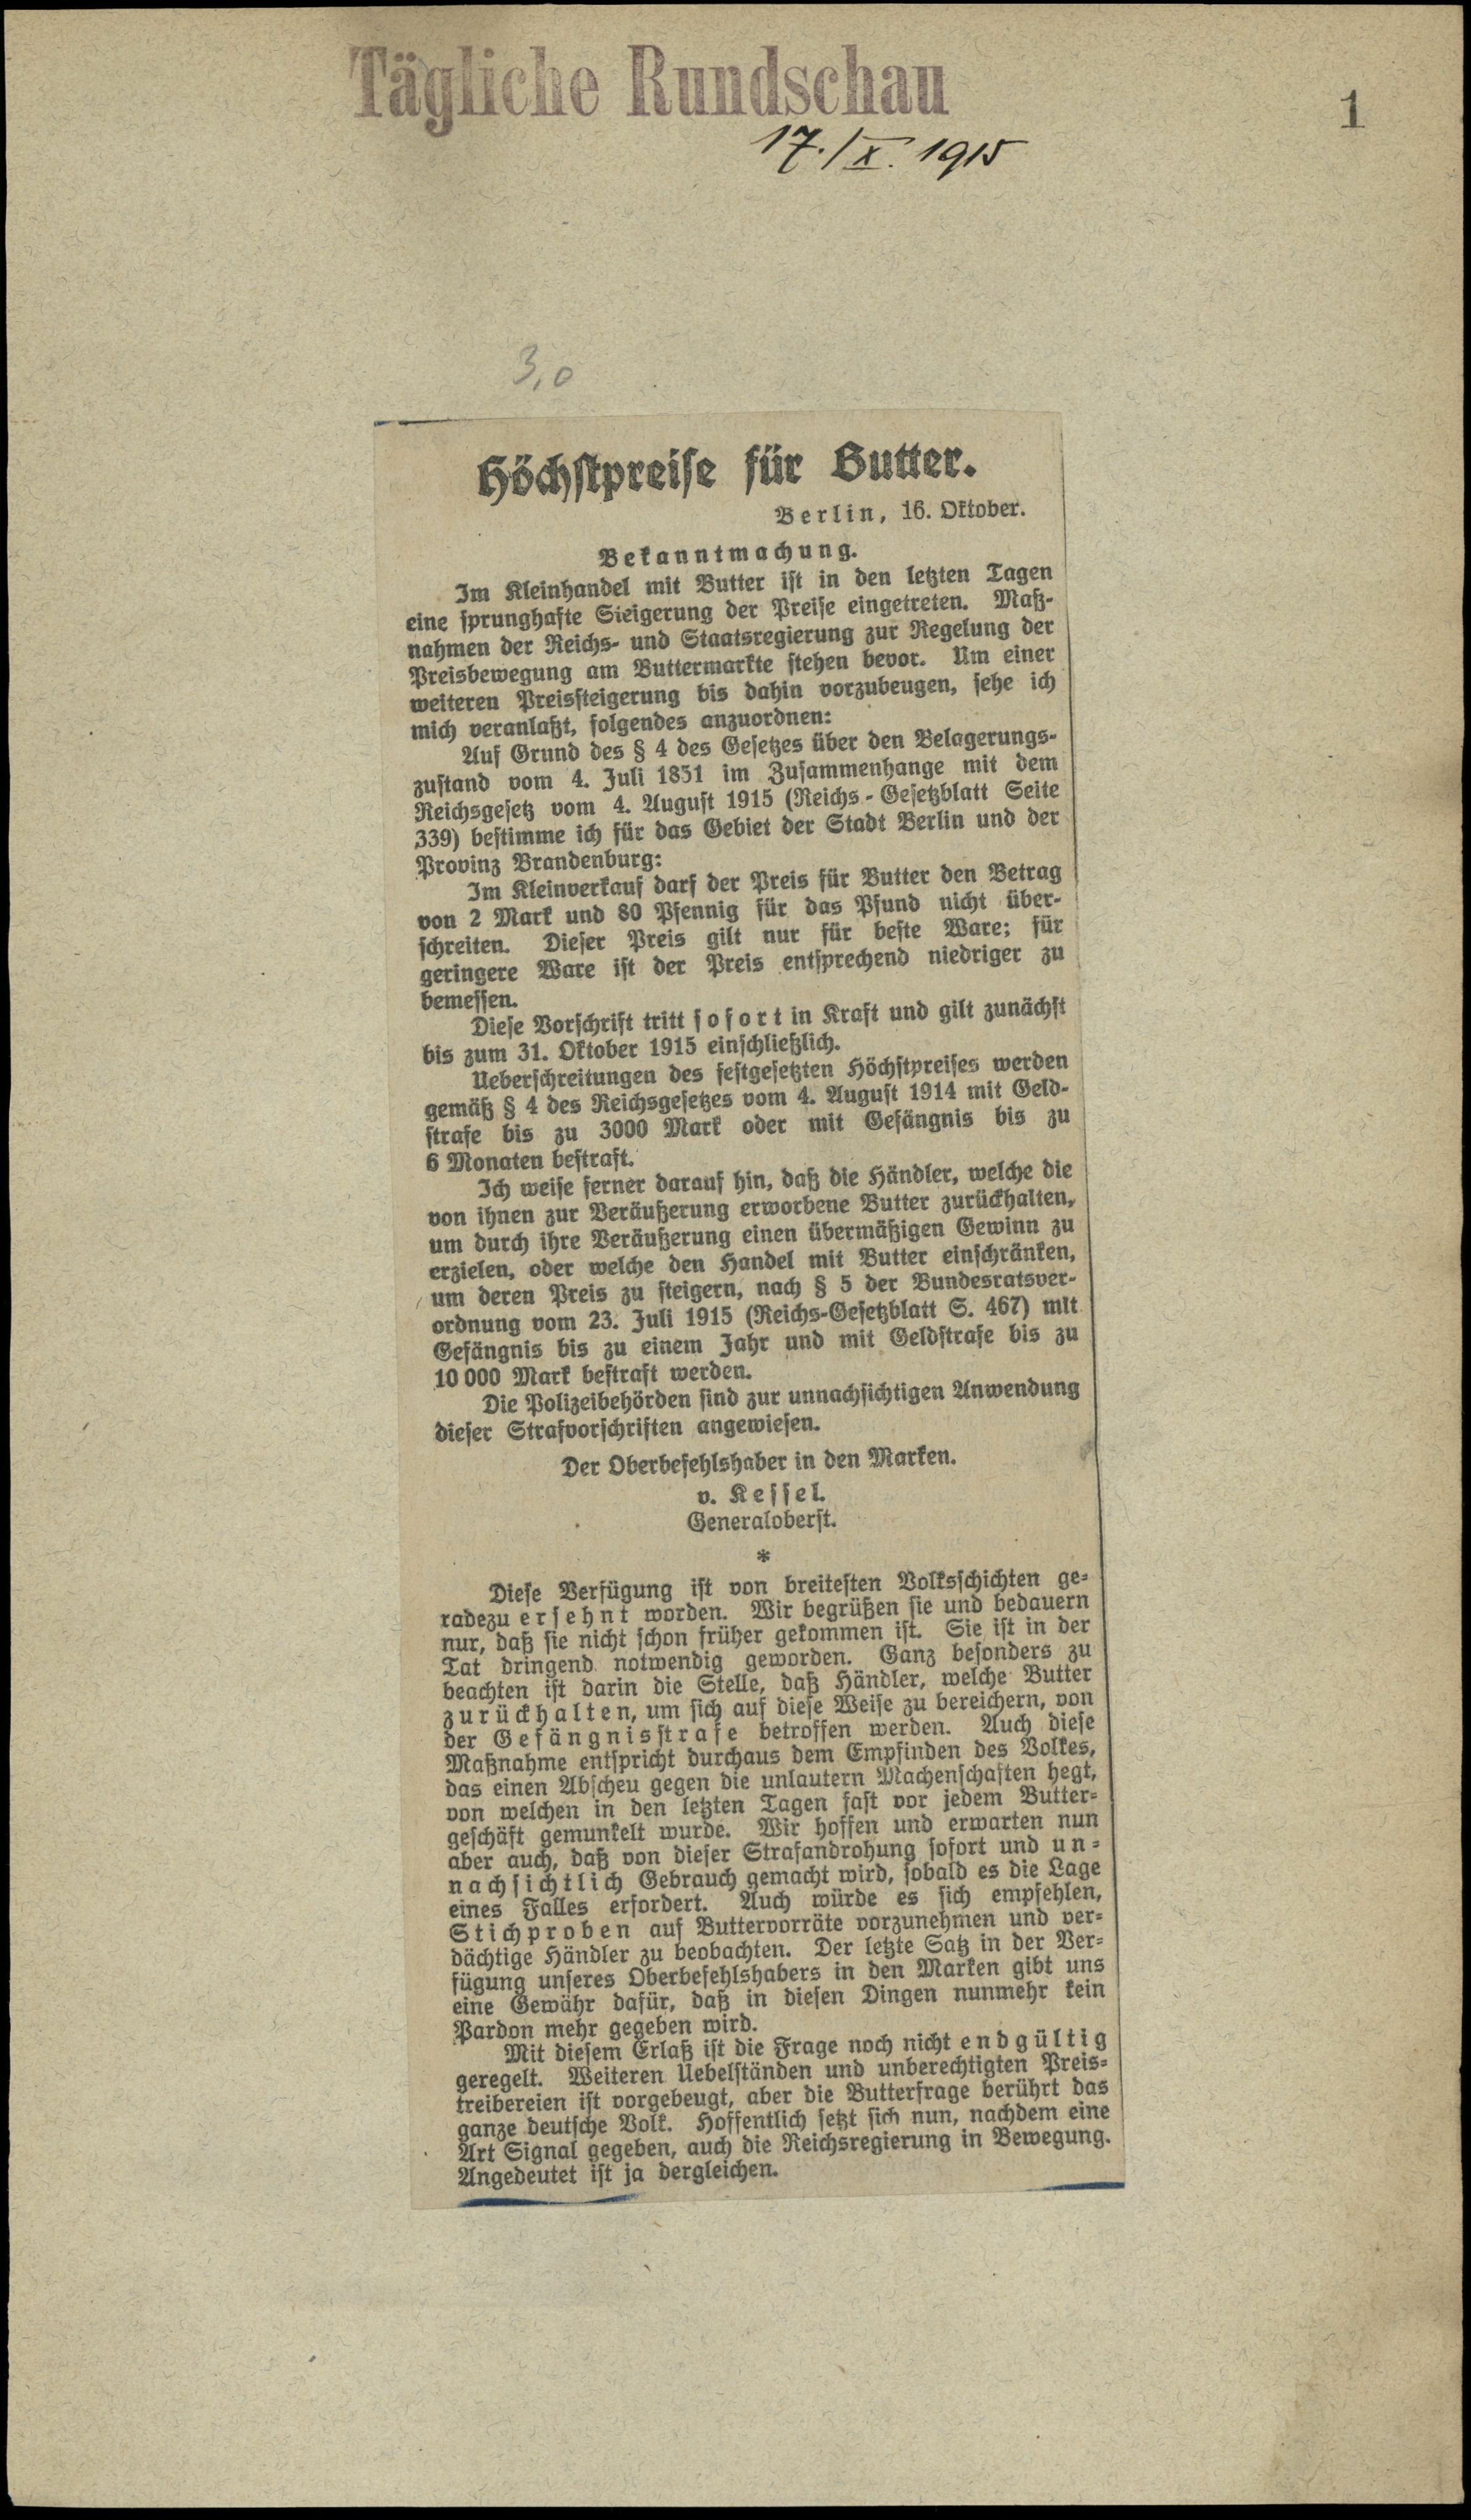 Tägliche Rundschau
1
17./X. 1915
3,0
Höchstpreise für Butter.
Berlin, 16. Oktober.
Bekanntmachung.
Im Kleinhandel mit Butter ist in den letzten Tagen
eine sprunghafte Steigerung der Preise eingetreten. Maß-
nahmen der Reichs- und Staatsregierung zur Regelung der
Preisbewegung am Buttermarkte stehen bevor. Um einer
weiteren Preissteigerung bis dahin vorzubeugen, sehe ich
mich veranlaßt, folgendes anzuordnen:
Auf Grund des § 4 des Gesetzes über den Belagerungs-
zustand vom 4. Juli 1851 im Zusammenhange mit dem
Reichsgesetz vom 4. August 1915 (Reichs-Gesetzblatt Seite
339) bestimme ich für das Gebiet der Stadt Berlin und der
Provinz Brandenburg:
Im Kleinverkauf darf der Preis für Butter den Betrag
von 2 Mark und 80 Pfennig für das Pfund nicht über-
schreiten. Dieser Preis gilt nur für beste Ware; für
geringere Ware ist der Preis entsprechend niedriger zu
bemessen.
Diese Vorschrift tritt sofort in Kraft und gilt zunächst
bis zum 31. Oktober 1915 einschließlich.
Ueberschreitungen des festgesetzten Höchstpreises werden
gemäß § 4 des Reichsgesetzes vom 4. August 1914 mit Geld-
strafe bis zu 3000 Mark oder mit Gefängnis bis zu
6 Monaten bestraft.
Ich weise ferner darauf hin, daß die Händler, welche die
von ihnen zur Veräußerung erworbene Butter zurückhalten,
um durch ihre Veräußerung einen übermäßigen Gewinn zu
erzielen, oder welche den Handel mit Butter einschränken,
um deren Preis zu steigern, nach § 5 der Bundesratsver-
ordnung vom 23. Juli 1915 (Reichs-Gesetzblatt S. 467) mit
Gefängnis bis zu einem Jahr und mit Geldstrafe bis zu
10 000 Mark bestraft werden.
Die Polizeibehörden sind zur unnachsichtigen Anwendung
dieser Strafvorschriften angewiesen.
Der Oberbefehlshaber in den Marken.
v. Kessel.
Generaloberst.
*
Diese Verfügung ist von breitesten Volksschichten ge-
radezu ersehnt worden. Wir begrüßen sie und bedauern
nur, daß sie nicht schon früher gekommen ist. Sie ist in der
Tat dringend notwendig geworden. Ganz besonders zu
beachten ist darin die Stelle, daß Händler, welche Butter
zurückhalten, um sich auf diese Weise zu bereichern, von
der Gefängnisstrafe betroffen werden. Auch diese
Maßnahme entspricht durchaus dem Empfinden des Volkes,
das einen Abscheu gegen die unlautern Machenschaften hegt,
von welchen in den letzten Tagen fast vor jedem Butter-
geschäft gemunkelt wurde. Wir hoffen und erwarten nun
aber auch, daß von dieser Strafandrohung sofort und un-
nachsichtlich Gebrauch gemacht wird, sobald es die Lage
eines Falles erfordert. Auch würde es sich empfehlen,
Stichproben auf Buttervorräte vorzunehmen und ver-
dächtige Händler zu beobachten. Der letzte Satz in der Ver-
fügung unseres Oberbefehlshabers in den Marken gibt uns
eine Gewähr dafür, daß in diesen Dingen nunmehr kein
Pardon mehr gegeben wird.
Mit diesem Erlaß ist die Frage noch nicht endgültig
geregelt. Weiteren Uebelständen und unberechtigten Preis-
treibereien ist vorgebeugt, aber die Butterfrage berührt das
ganze deutsche Volk. Hoffentlich setzt sich nun, nachdem eine
Art Signal gegeben, auch die Reichsregierung in Bewegung.
Angedeutet ist ja dergleichen.